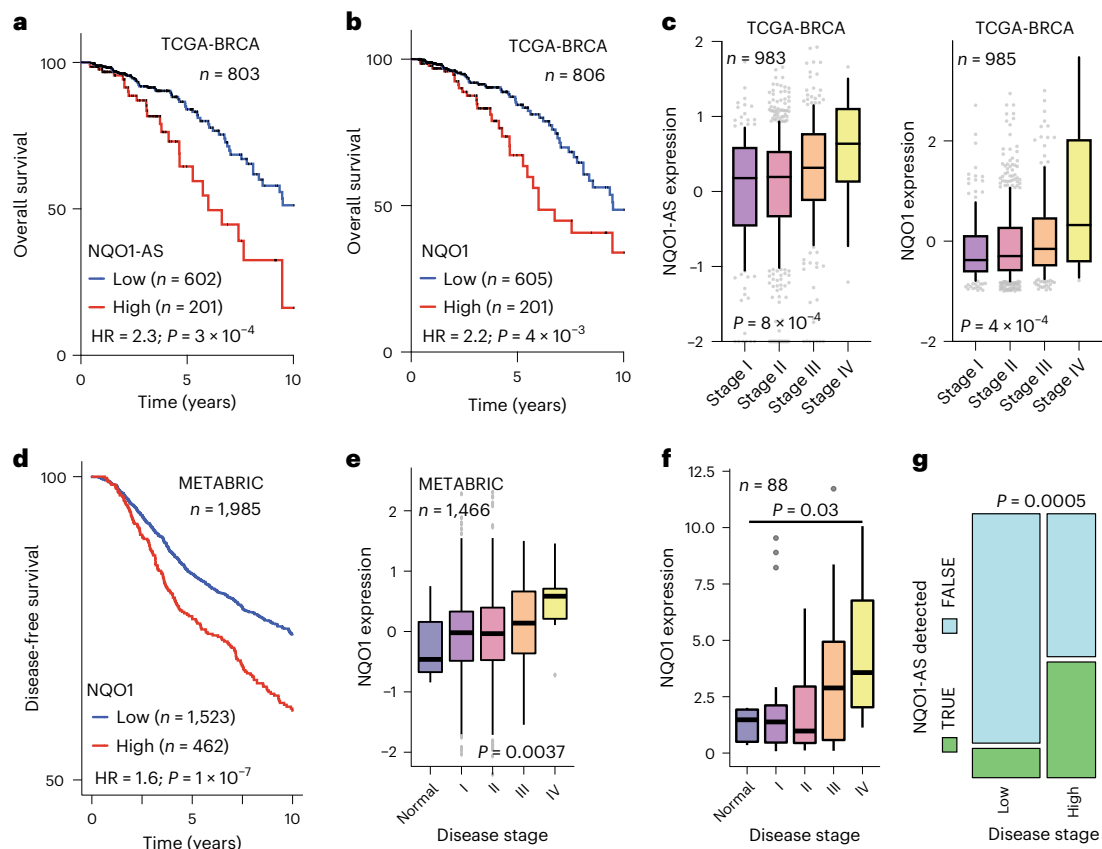 a
TCGA-BRCA
n = 803
100
50
0
Overall survival
NQO1-AS
Low (n = 602)
High (n = 201)
HR = 2.3; P = 3 × 10⁻⁴
0
5
10
Time (years)
b
TCGA-BRCA
n = 806
100
50
0
Overall survival
NQO1
Low (n = 605)
High (n = 201)
HR = 2.2; P = 4 × 10⁻³
0
5
10
Time (years)
c
TCGA-BRCA
n = 983
2
1
0
−1
−2
NQO1-AS expression
P = 8 × 10⁻⁴
Stage I
Stage II
Stage III
Stage IV
TCGA-BRCA
n = 985
2
0
−2
NQO1 expression
P = 4 × 10⁻⁴
Stage I
Stage II
Stage III
Stage IV
d
METABRIC
n = 1,985
100
50
Disease-free survival
NQO1
Low (n = 1,523)
High (n = 462)
HR = 1.6; P = 1 × 10⁻⁷
0
5
10
Time (years)
e
METABRIC
n = 1,466
2
1
0
−1
−2
NQO1 expression
P = 0.0037
Normal
I
II
III
IV
Disease stage
f
12.5
10.0
7.5
5.0
2.5
0
NQO1 expression
n = 88
P = 0.03
Normal
I
II
III
IV
Disease stage
g
P = 0.0005
NQO1-AS detected
TRUE
FALSE
Low
High
Disease stage